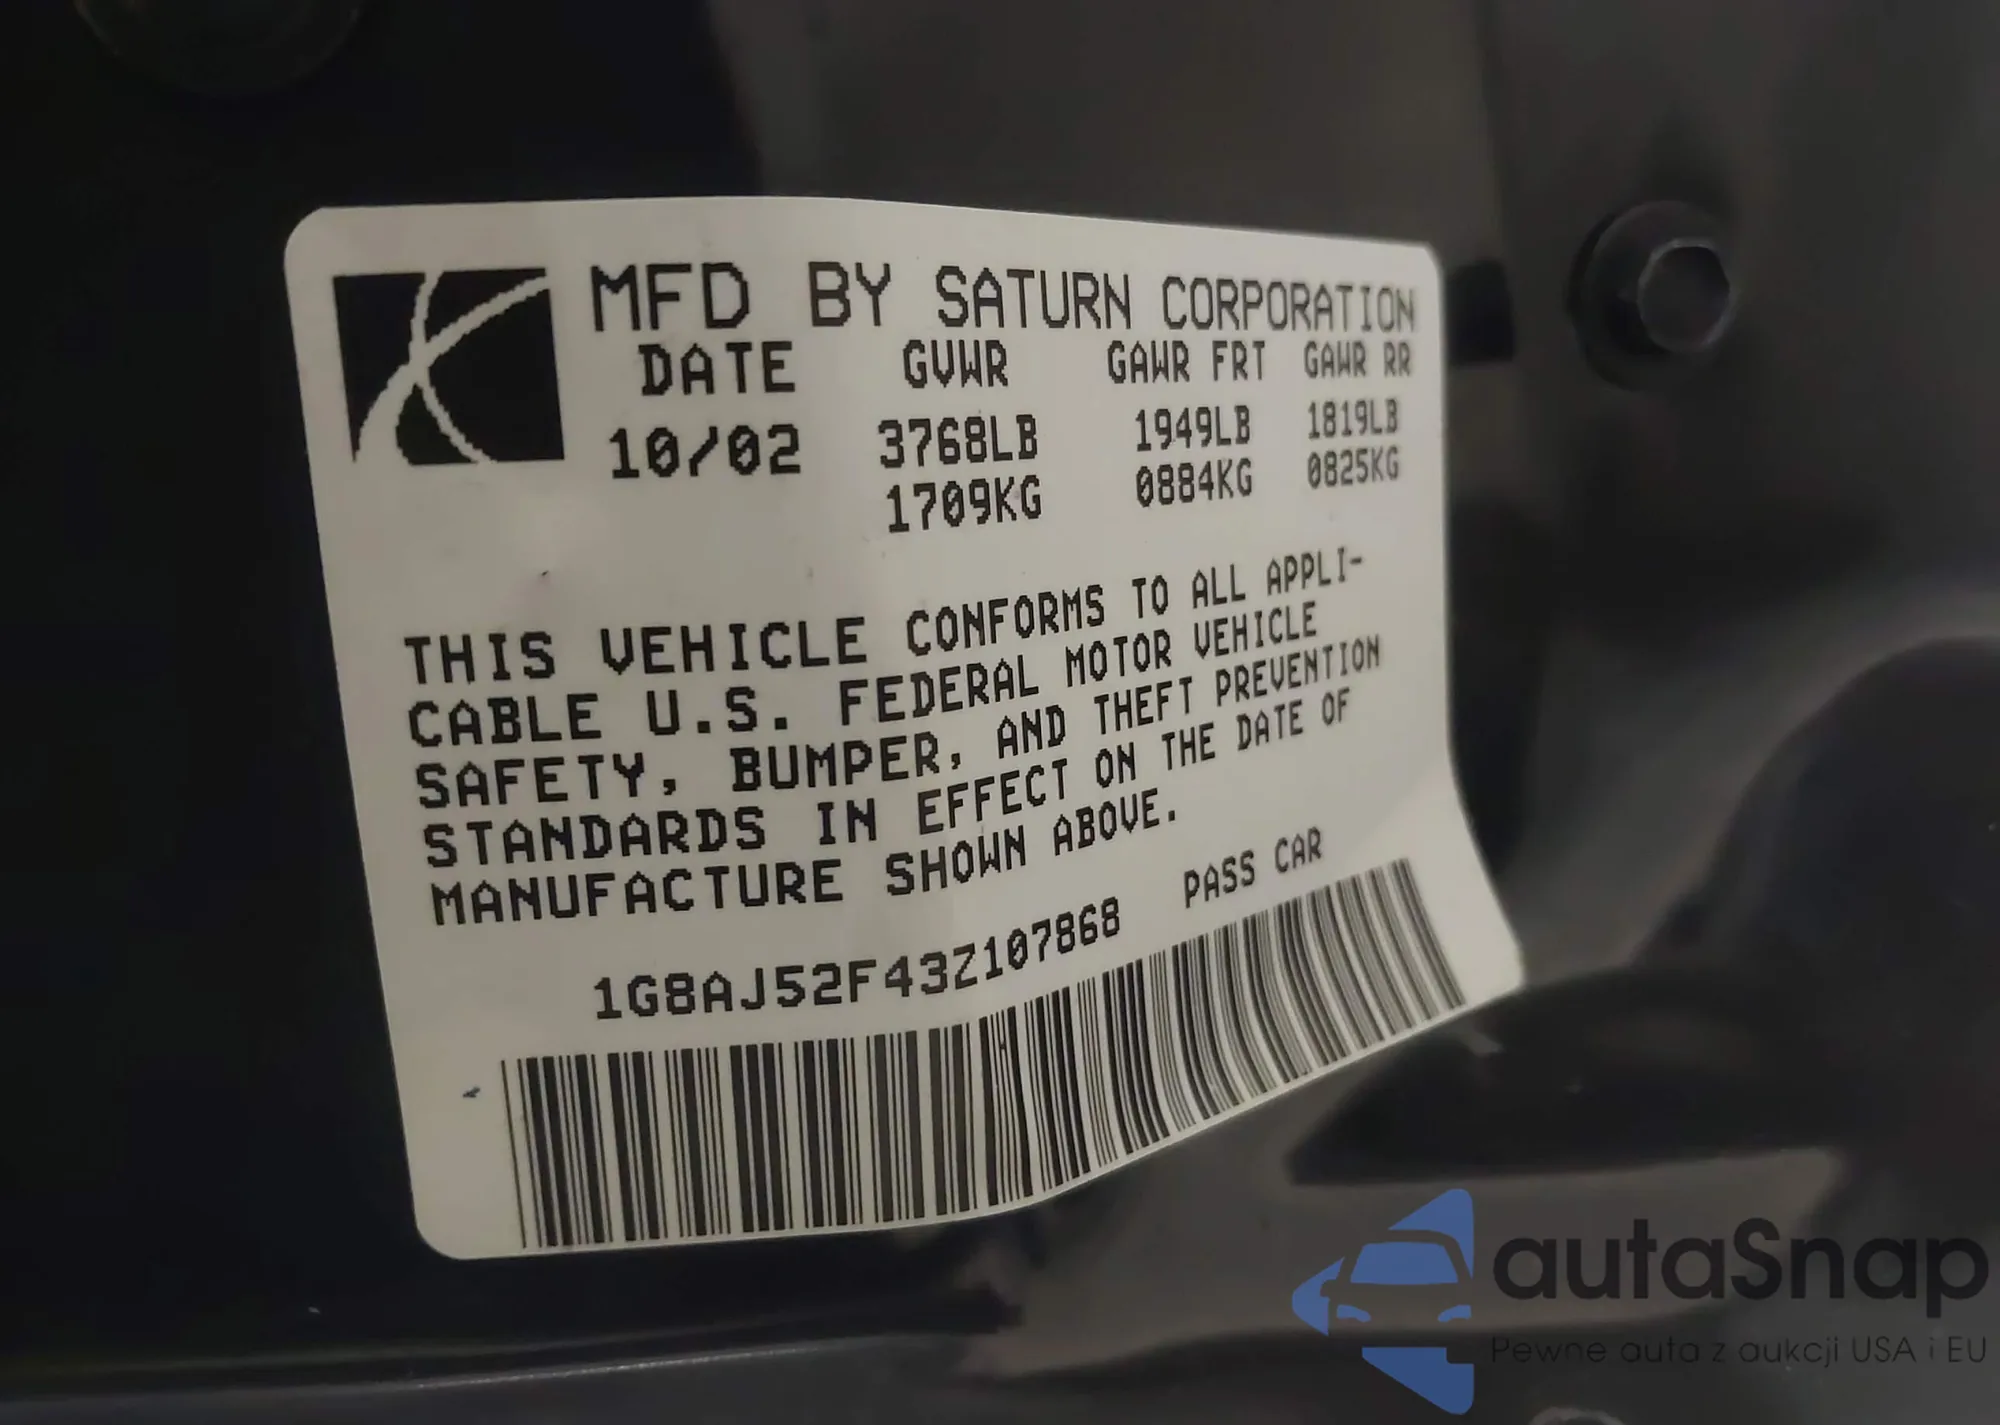 MFD BY SATURN CORPORATION
DATE GVWR GAWR FRT GAWR RR
10/02 3768LB 1949LB 1819LB
1709KG 0884KG 0825KG
THIS VEHICLE CONFORMS TO ALL APPLI-
CABLE U.S. FEDERAL MOTOR VEHICLE
SAFETY, BUMPER, AND THEFT PREVENTION
STANDARDS IN EFFECT ON THE DATE OF
MANUFACTURE SHOWN ABOVE.
1G8AJ52F43Z107868 PASS CAR
autaSnap
Pewne auta z aukcji USA i EU